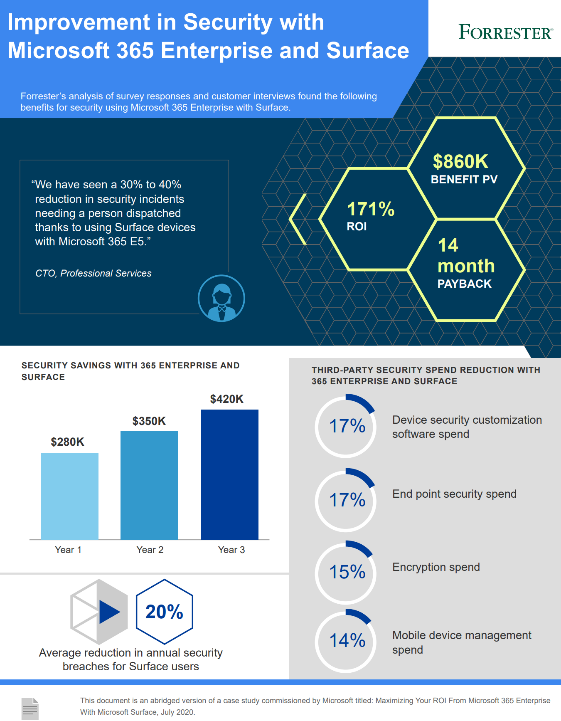 Improvement in Security with
Microsoft 365 Enterprise and Surface
FORRESTER®
Forrester's analysis of survey responses and customer interviews found the following
benefits for security using Microsoft 365 Enterprise with Surface.
"We have seen a 30% to 40%
reduction in security incidents
needing a person dispatched
thanks to using Surface devices
with Microsoft 365 E5."
CTO, Professional Services
$860K
BENEFIT PV
171%
ROI
14
month
PAYBACK
SECURITY SAVINGS WITH 365 ENTERPRISE AND
SURFACE
$280K
$350K
$420K
Year 1
Year 2
Year 3
20%
Average reduction in annual security
breaches for Surface users
THIRD-PARTY SECURITY SPEND REDUCTION WITH
365 ENTERPRISE AND SURFACE
17%
Device security customization
software spend
17%
End point security spend
15%
Encryption spend
14%
Mobile device management
spend
This document is an abridged version of a case study commissioned by Microsoft titled: Maximizing Your ROI From Microsoft 365 Enterprise
With Microsoft Surface, July 2020.